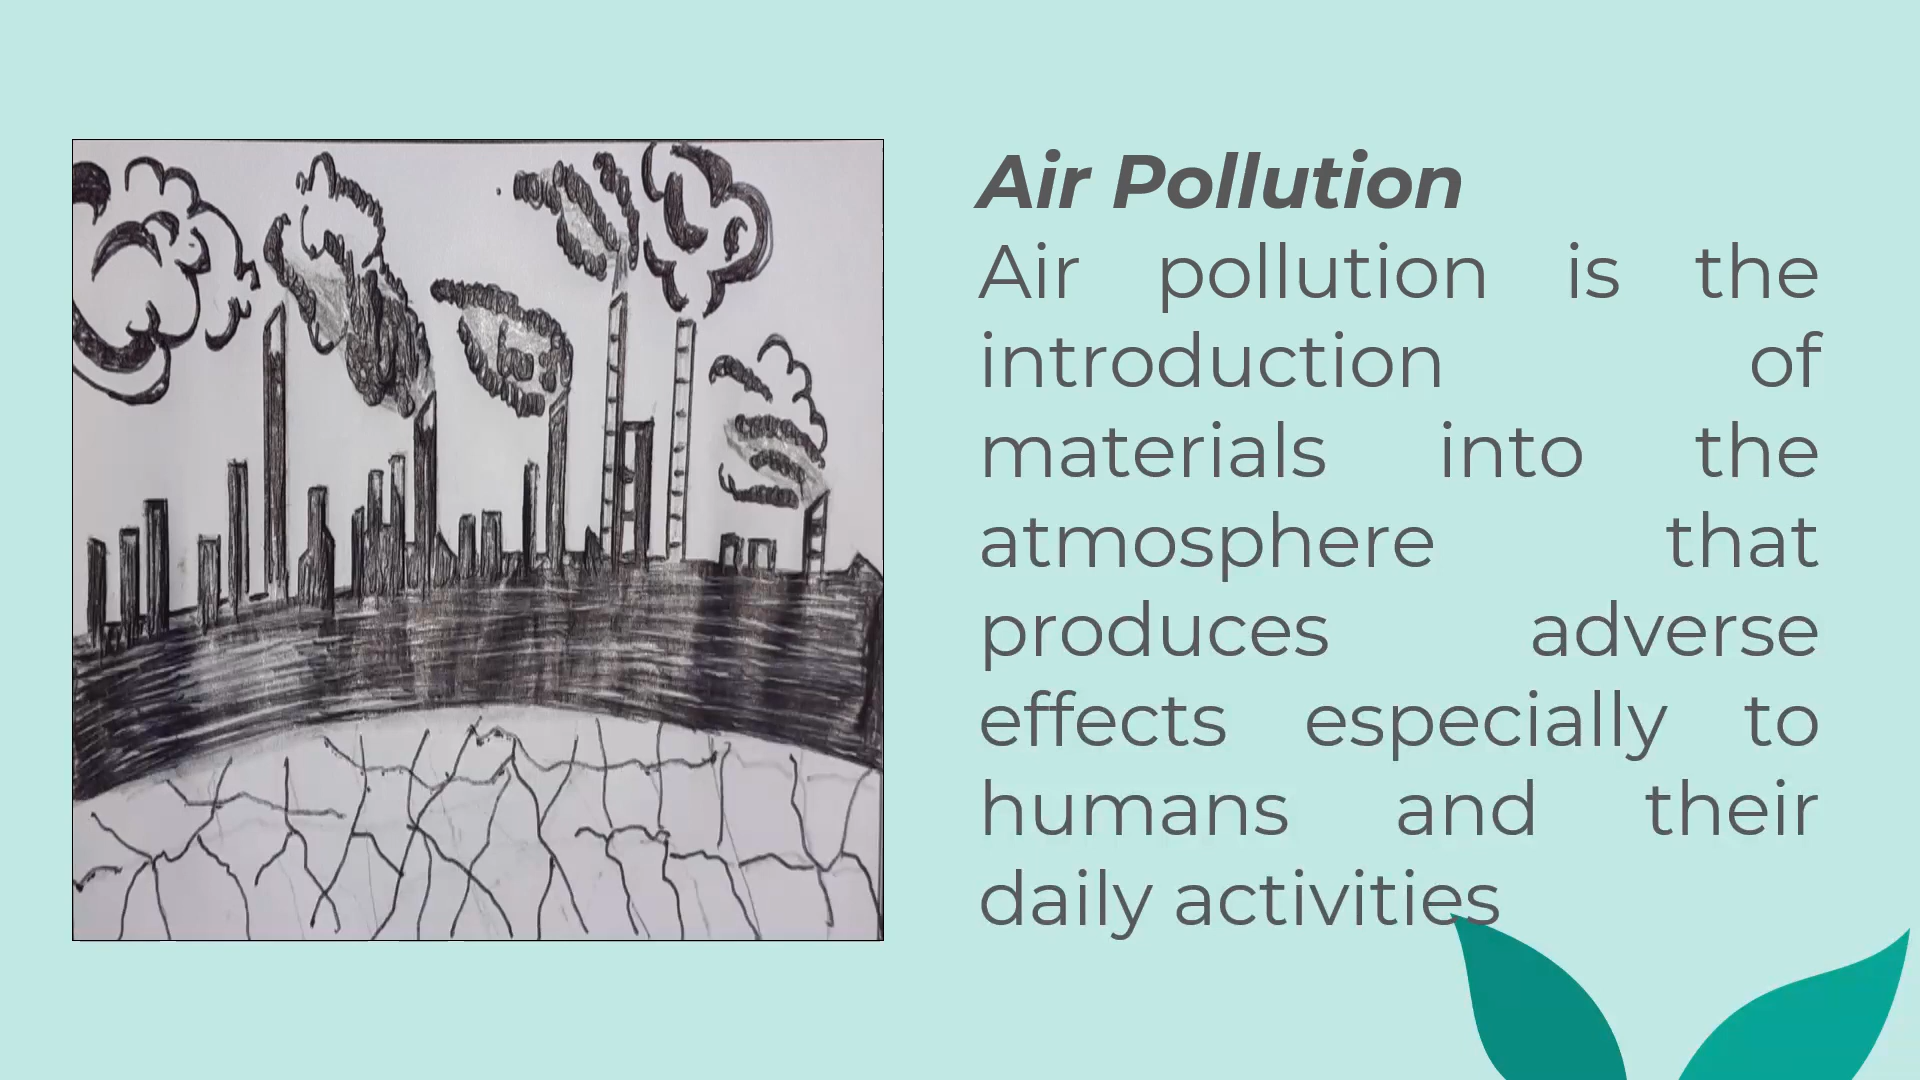 Air Pollution
Air pollution is the
introduction of
materials into the
atmosphere that
produces adverse
effects especially to
humans and their
daily activities